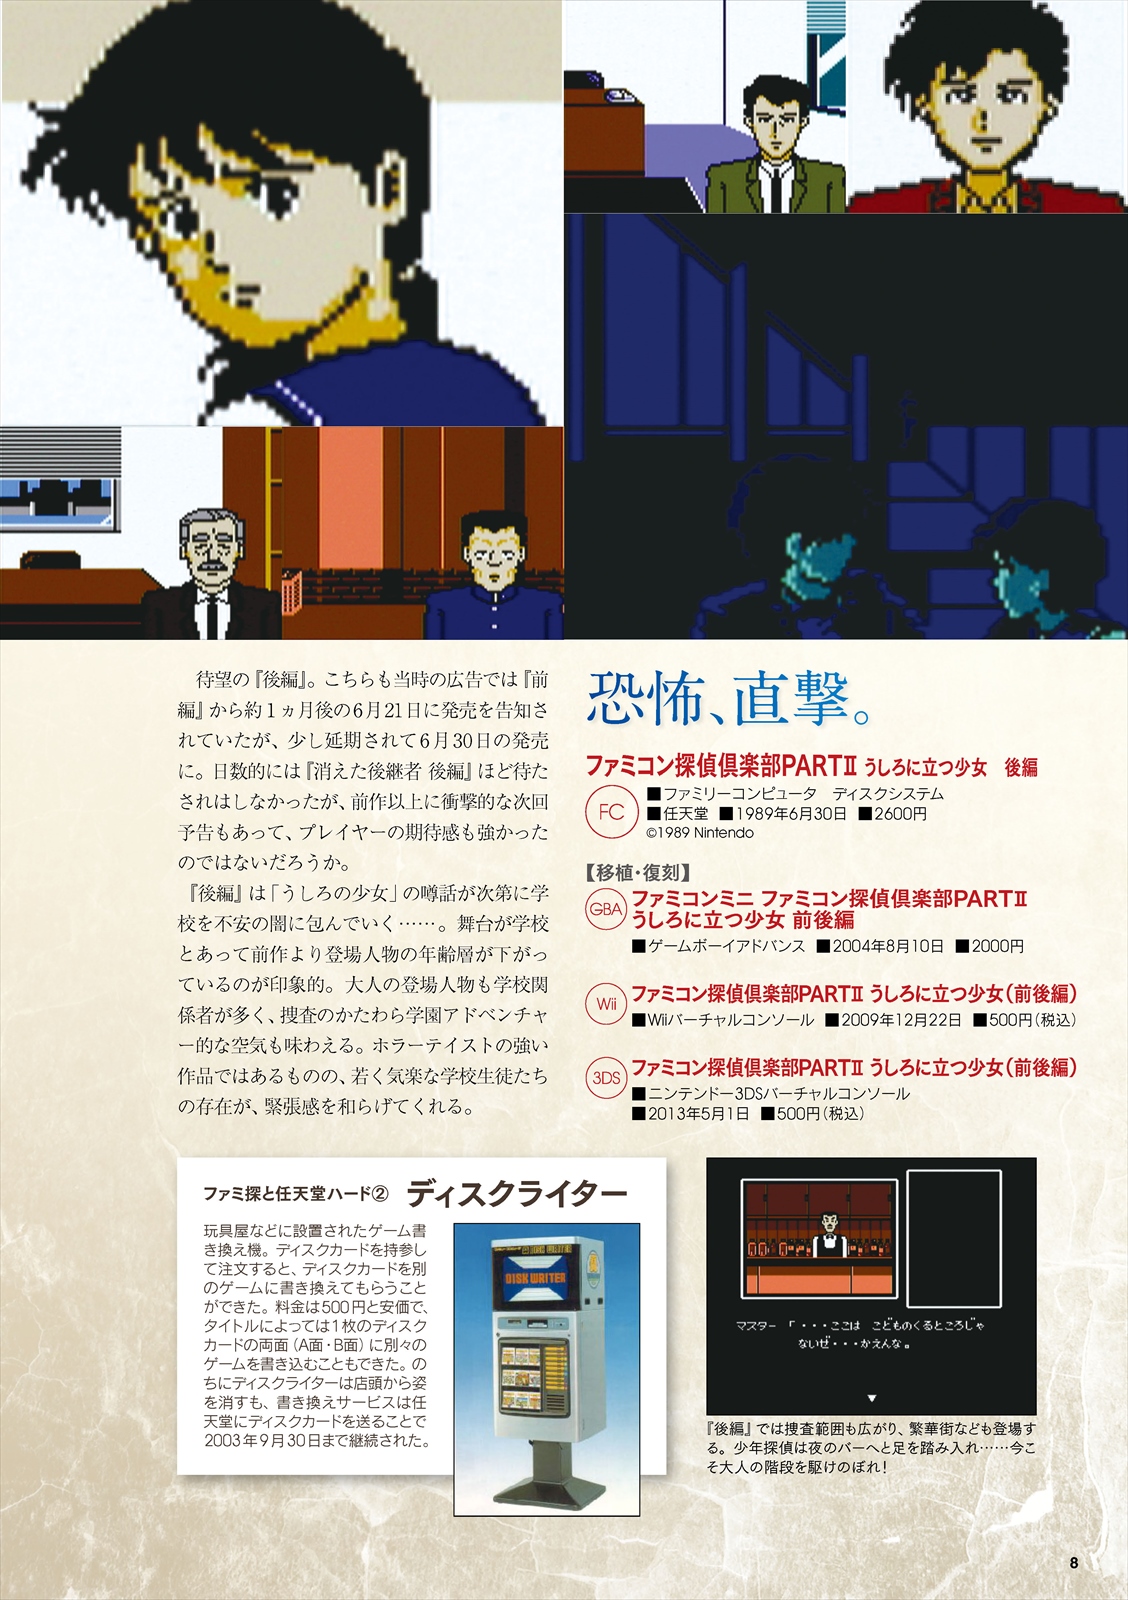 待望の『後編』。こちらも当時の広告では『前
編』から約1ヵ月後の6月21日に発売を告知さ
れていたが、少し延期されて6月30日の発売
に。日数的には『消えた後継者 後編』ほど待た
されはしなかったが、前作以上に衝撃的な次回
予告もあって、プレイヤーの期待感も強かった
のではないだろうか。
『後編』は「うしろの少女」の噂話が次第に学
校を不安の闇に包んでいく……。舞台が学校
とあって前作より登場人物の年齢層が下がっ
ているのが印象的。大人の登場人物も学校関
係者が多く、捜査のかたわら学園アドベンチャ
ー的な空気も味わえる。ホラーテイストの強い
作品ではあるものの、若く気楽な学校生徒たち
の存在が、緊張感を和らげてくれる。
恐怖、直撃。
ファミコン探偵倶楽部PARTⅡ うしろに立つ少女 後編
FC
■ファミリーコンピュータ ディスクシステム
■任天堂 ■1989年6月30日 ■2600円
©1989 Nintendo
【移植・復刻】
GBA
ファミコンミニ ファミコン探偵倶楽部PARTⅡ
うしろに立つ少女 前後編
■ゲームボーイアドバンス ■2004年8月10日 ■2000円
Wii
ファミコン探偵倶楽部PARTⅡ うしろに立つ少女（前後編）
■Wiiバーチャルコンソール ■2009年12月22日 ■500円（税込）
3DS
ファミコン探偵倶楽部PARTⅡ うしろに立つ少女（前後編）
■ニンテンドー3DSバーチャルコンソール
■2013年5月1日 ■500円（税込）
ファミ探と任天堂ハード② ディスクライター
玩具屋などに設置されたゲーム書
き換え機。ディスクカードを持参し
て注文すると、ディスクカードを別
のゲームに書き換えてもらうこと
ができた。料金は500円と安価で、
タイトルによっては1枚のディスク
カードの両面（A面・B面）に別々の
ゲームを書き込むこともできた。の
ちにディスクライターは店頭から姿
を消すも、書き換えサービスは任
天堂にディスクカードを送ることで
2003年9月30日まで継続された。
DISK WRITER
DISK WRITER
マスター 「・・・ここは こどものくるところじゃ
ないぜ・・・かえんな。
▼
『後編』では捜査範囲も広がり、繁華街なども登場す
る。少年探偵は夜のバーへと足を踏み入れ……今こ
そ大人の階段を駆けのぼれ！
8